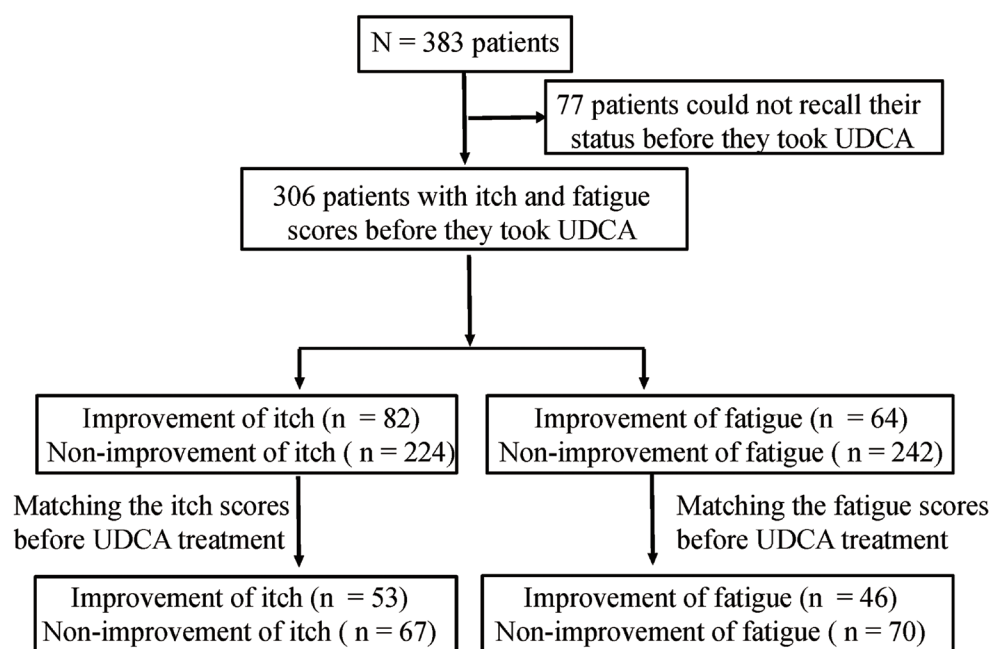 N = 383 patients
77 patients could not recall their
status before they took UDCA
306 patients with itch and fatigue
scores before they took UDCA
Improvement of itch (n = 82)
Non-improvement of itch ( n = 224)
Improvement of fatigue (n = 64)
Non-improvement of fatigue ( n = 242)
Matching the itch scores
before UDCA treatment
Matching the fatigue scores
before UDCA treatment
Improvement of itch (n = 53)
Non-improvement of itch ( n = 67)
Improvement of fatigue (n = 46)
Non-improvement of fatigue ( n = 70)